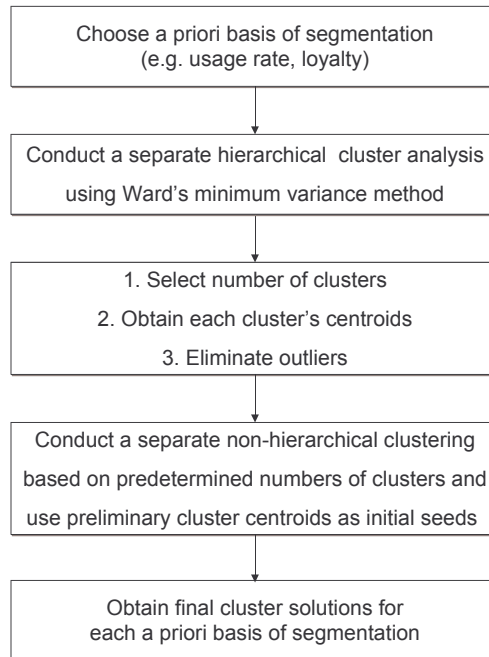 Choose a priori basis of segmentation
(e.g. usage rate, loyalty)
Conduct a separate hierarchical cluster analysis
using Ward's minimum variance method
1. Select number of clusters
2. Obtain each cluster's centroids
3. Eliminate outliers
Conduct a separate non-hierarchical clustering
based on predetermined numbers of clusters and
use preliminary cluster centroids as initial seeds
Obtain final cluster solutions for
each a priori basis of segmentation